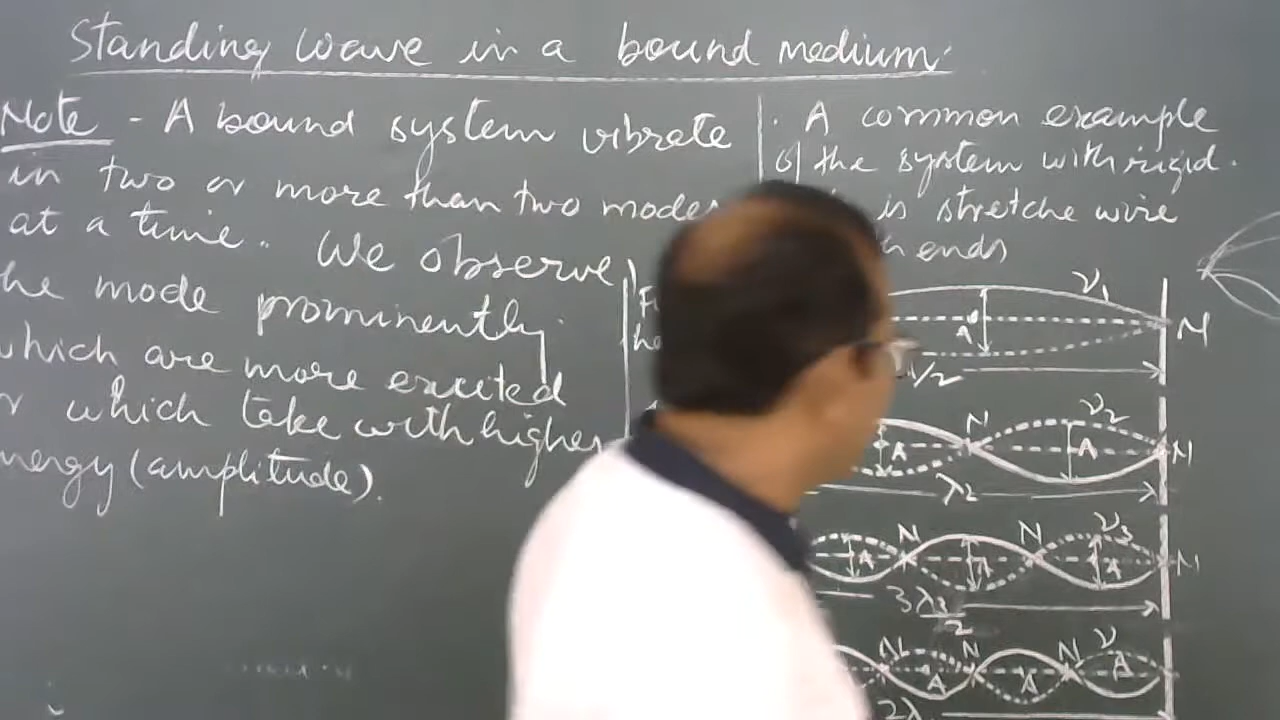 Standing wave in a bound medium.
Note - A bound system vibrate
in two or more than two modes
at a time. We observe
the mode prominently
which are more excited
or which take with higher
energy (amplitude).
. A common example
of the system with rigid.
is stretche wire
ends
ν1
A
N
λ/2
N
ν2
A
A
N
λ2
N
N
ν3
A
A
A
N
3λ3
2
N
N
N
ν
A
A
A
2λ